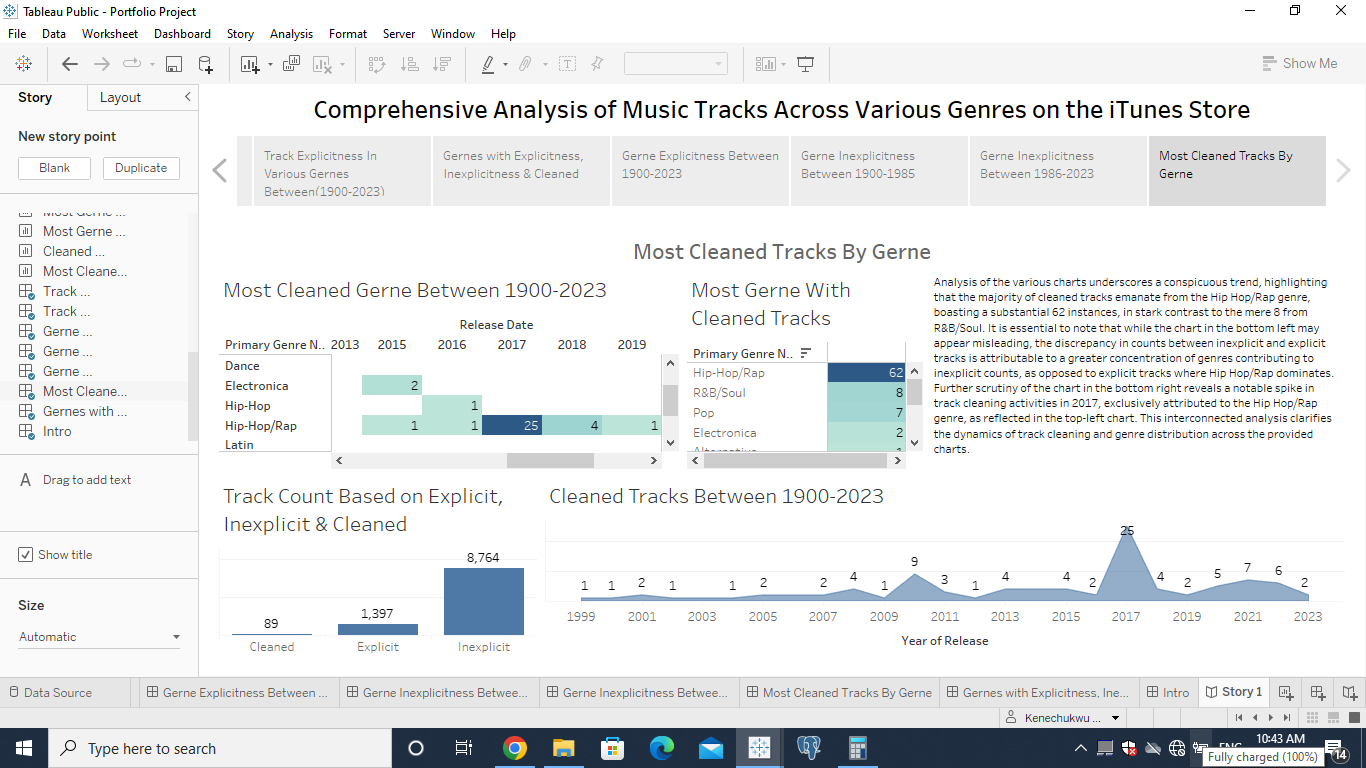 Tableau Public - Portfolio Project
File Data Worksheet Dashboard Story Analysis Format Server Window Help
Show Me
Story Layout
New story point
Blank Duplicate
Most Gerne ...
Most Gerne ...
Cleaned ...
Most Cleane...
Track ...
Track ...
Gerne ...
Gerne ...
Gerne ...
Most Cleane...
Gernes with ...
Intro
A Drag to add text
Show title
Size
Automatic
Comprehensive Analysis of Music Tracks Across Various Genres on the iTunes Store
Track Explicitness In
Various Gernes
Between(1900-2023)
Gernes with Explicitness,
Inexplicitness & Cleaned
Gerne Explicitness Between
1900-2023
Gerne Inexplicitness
Between 1900-1985
Gerne Inexplicitness
Between 1986-2023
Most Cleaned Tracks By
Gerne
Most Cleaned Tracks By Gerne
Most Cleaned Gerne Between 1900-2023
Release Date
Primary Genre N.. 2013 2015 2016 2017 2018 2019
Dance
Electronica 2
Hip-Hop 1
Hip-Hop/Rap 1 1 25 4 1
Latin
Most Gerne With
Cleaned Tracks
Primary Genre N..
Hip-Hop/Rap 62
R&B/Soul 8
Pop 7
Electronica 2
Alternative 1
Analysis of the various charts underscores a conspicuous trend, highlighting
that the majority of cleaned tracks emanate from the Hip Hop/Rap genre,
boasting a substantial 62 instances, in stark contrast to the mere 8 from
R&B/Soul. It is essential to note that while the chart in the bottom left may
appear misleading, the discrepancy in counts between inexplicit and explicit
tracks is attributable to a greater concentration of genres contributing to
inexplicit counts, as opposed to explicit tracks where Hip Hop/Rap dominates.
Further scrutiny of the chart in the bottom right reveals a notable spike in
track cleaning activities in 2017, exclusively attributed to the Hip Hop/Rap
genre, as reflected in the top-left chart. This interconnected analysis clarifies
the dynamics of track cleaning and genre distribution across the provided
charts.
Track Count Based on Explicit,
Inexplicit & Cleaned
89 1,397 8,764
Cleaned Explicit Inexplicit
Cleaned Tracks Between 1900-2023
1 1 2 1 1 2 2 4 1 9 3 1 4 4 2 25 4 2 5 7 6 2
1999 2001 2003 2005 2007 2009 2011 2013 2015 2017 2019 2021 2023
Year of Release
Data Source Gerne Explicitness Between ... Gerne Inexplicitness Betwee... Gerne Inexplicitness Betwee... Most Cleaned Tracks By Gerne Gernes with Explicitness, Ine... Intro Story 1
Kenechukwu ...
Type here to search
ENG
10:43 AM
Fully charged (100%)
14